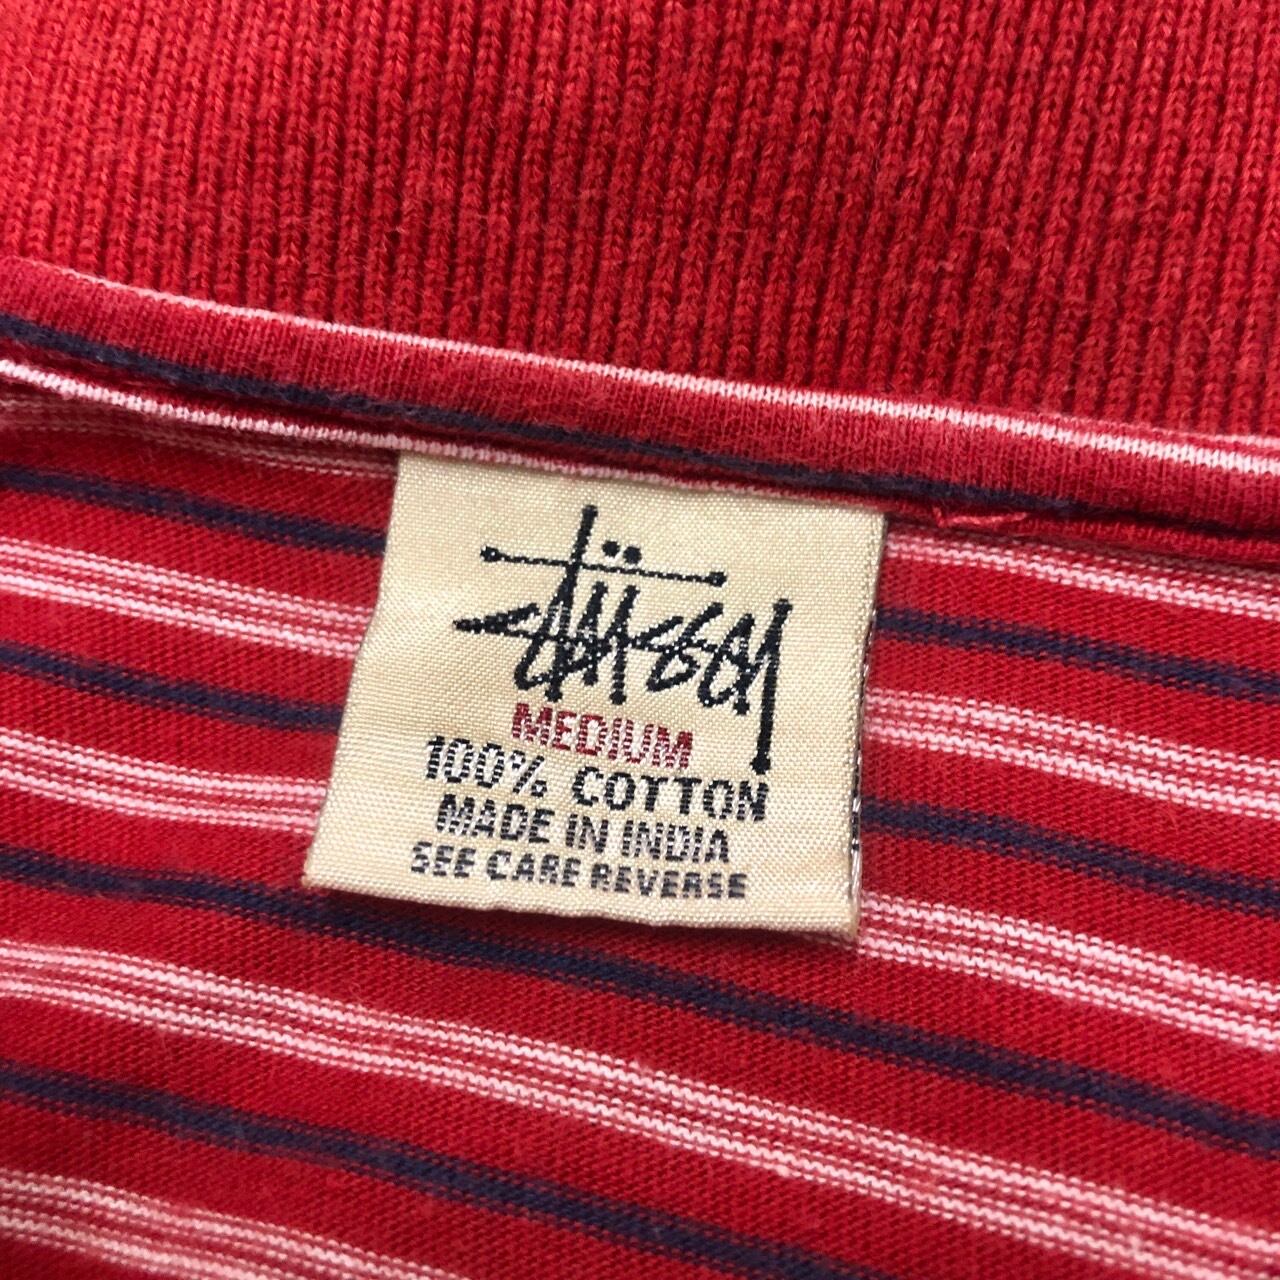 stüssy
MEDIUM
100% COTTON
MADE IN INDIA
SEE CARE REVERSE